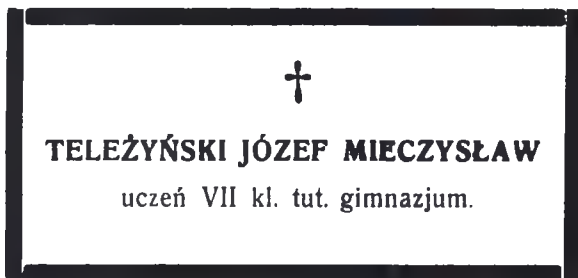 TELEŻYŃSKI JÓZEF MIECZYSŁAW
uczeń VII kl. tut. gimnazjum.